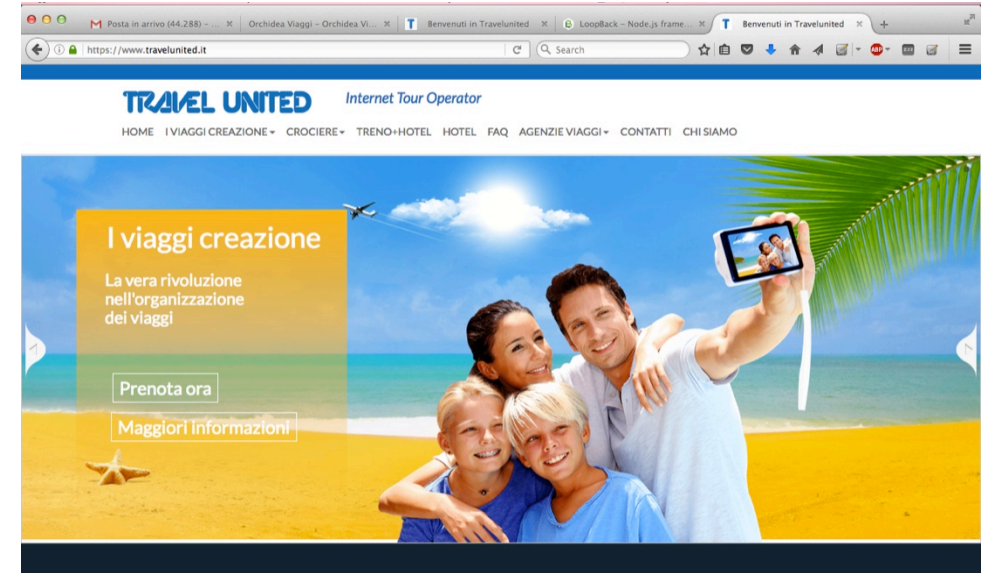 Posta in arrivo (44.288) – ...
Orchidea Viaggi – Orchidea Vi...
Benvenuti in Travelunited
LoopBack – Node.js frame...
Benvenuti in Travelunited
https://www.travelunited.it
Search
ABP
TRAVEL UNITED
Internet Tour Operator
HOME I VIAGGI CREAZIONE CROCIERE TRENO+HOTEL HOTEL FAQ AGENZIE VIAGGI CONTATTI CHI SIAMO
I viaggi creazione
La vera rivoluzione
nell'organizzazione
dei viaggi
Prenota ora
Maggiori informazioni